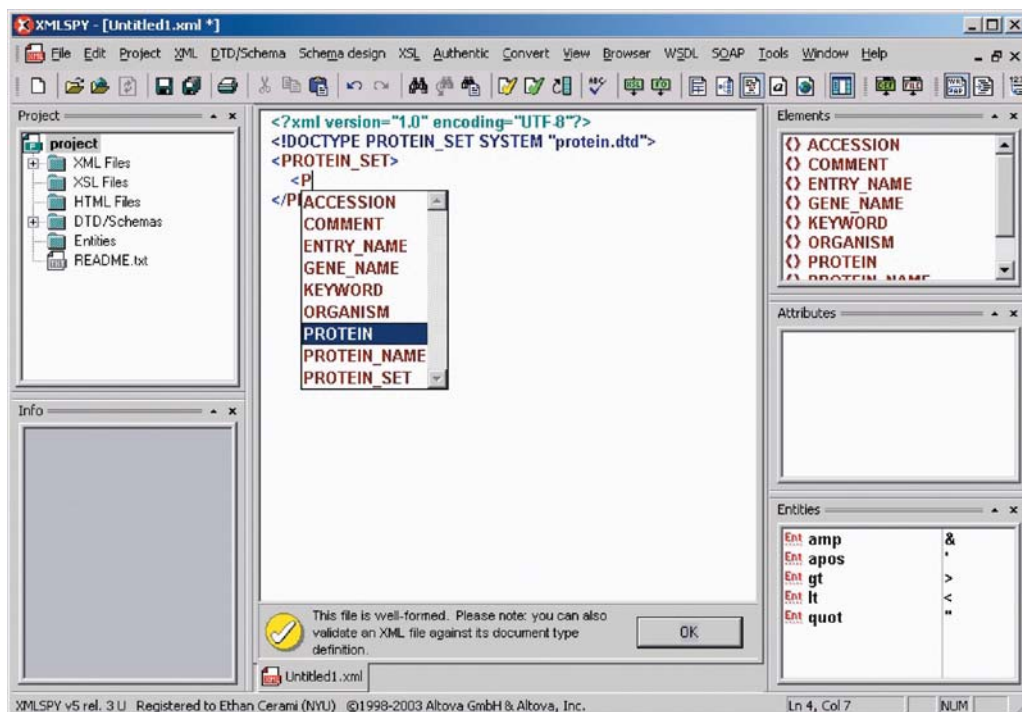 XMLSPY - [Untitled1.xml *]
File Edit Project XML DTD/Schema Schema design XSL Authentic Convert View Browser WSDL SOAP Tools Window Help
Project
project
XML Files
XSL Files
HTML Files
DTD/Schemas
Entities
README.txt
Info
<?xml version="1.0" encoding="UTF-8"?>
<!DOCTYPE PROTEIN_SET SYSTEM "protein.dtd">
<PROTEIN_SET>
<P
</P
ACCESSION
COMMENT
ENTRY_NAME
GENE_NAME
KEYWORD
ORGANISM
PROTEIN
PROTEIN_NAME
PROTEIN_SET
This file is well-formed. Please note: you can also
validate an XML file against its document type
definition.
OK
Untitled1.xml
Elements
<> ACCESSION
<> COMMENT
<> ENTRY_NAME
<> GENE_NAME
<> KEYWORD
<> ORGANISM
<> PROTEIN
<> PROTEIN_NAME
Attributes
Entities
Ent amp &
Ent apos '
Ent gt >
Ent lt <
Ent quot "
XMLSPY v5 rel. 3 U Registered to Ethan Cerami (NYU) ©1998-2003 Altova GmbH & Altova, Inc. Ln 4, Col 7 NUM